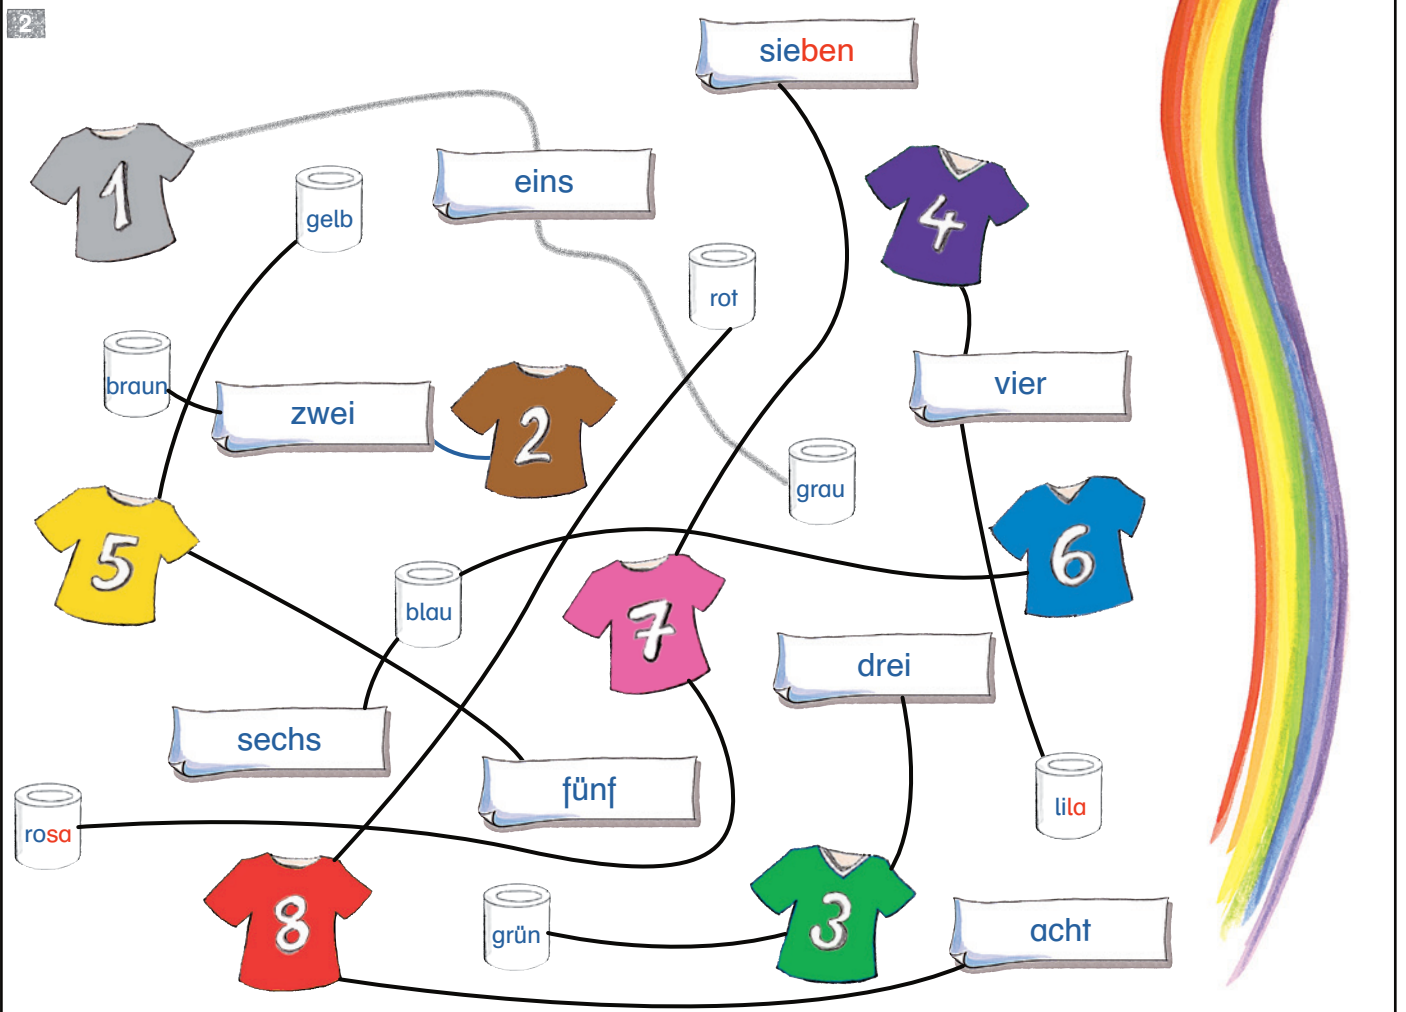 2
sieben
1
gelb
eins
4
rot
braun
zwei
2
vier
grau
5
blau
7
6
drei
sechs
fünf
rosa
lila
8
grün
3
acht